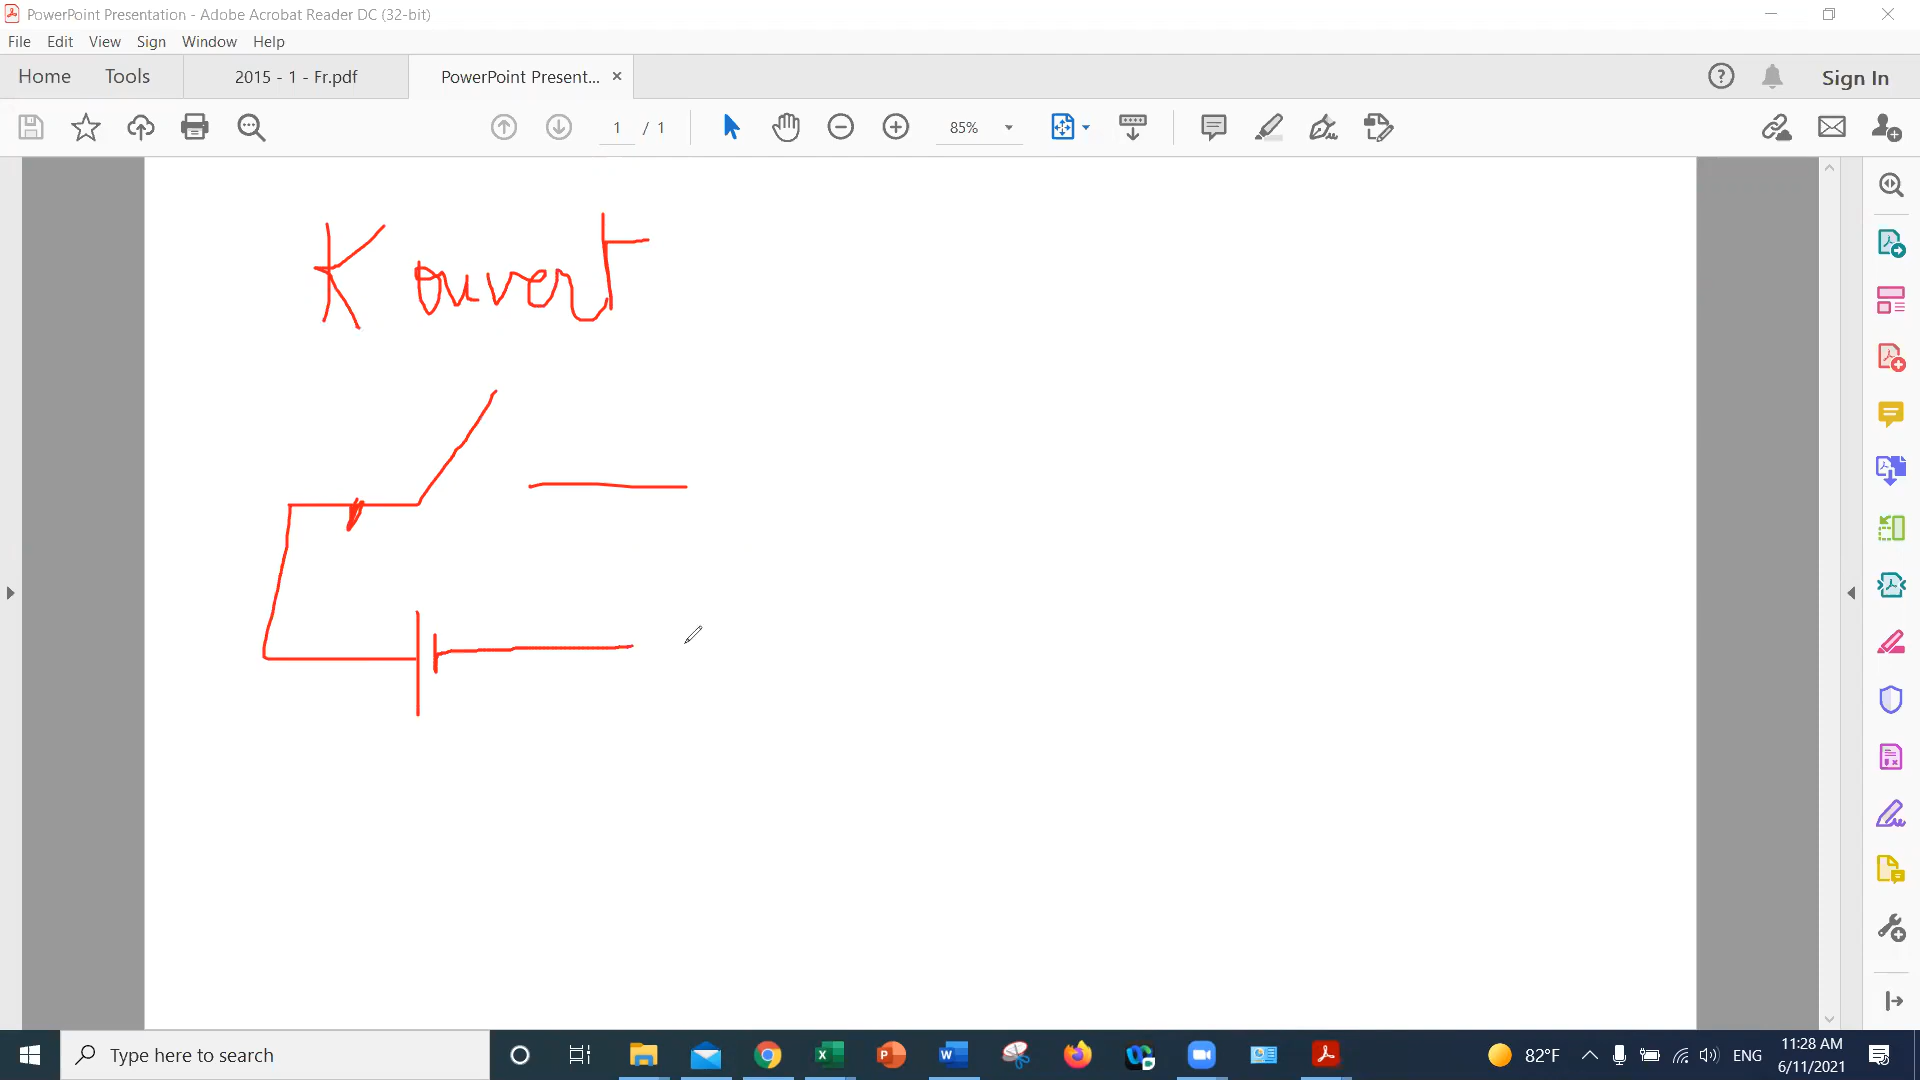 PowerPoint Presentation - Adobe Acrobat Reader DC (32-bit)
File Edit View Sign Window Help
Home Tools 2015 - 1 - Fr.pdf PowerPoint Present... Sign In
1 / 1 85%
K ouvert
Type here to search
82°F ENG 11:28 AM
6/11/2021